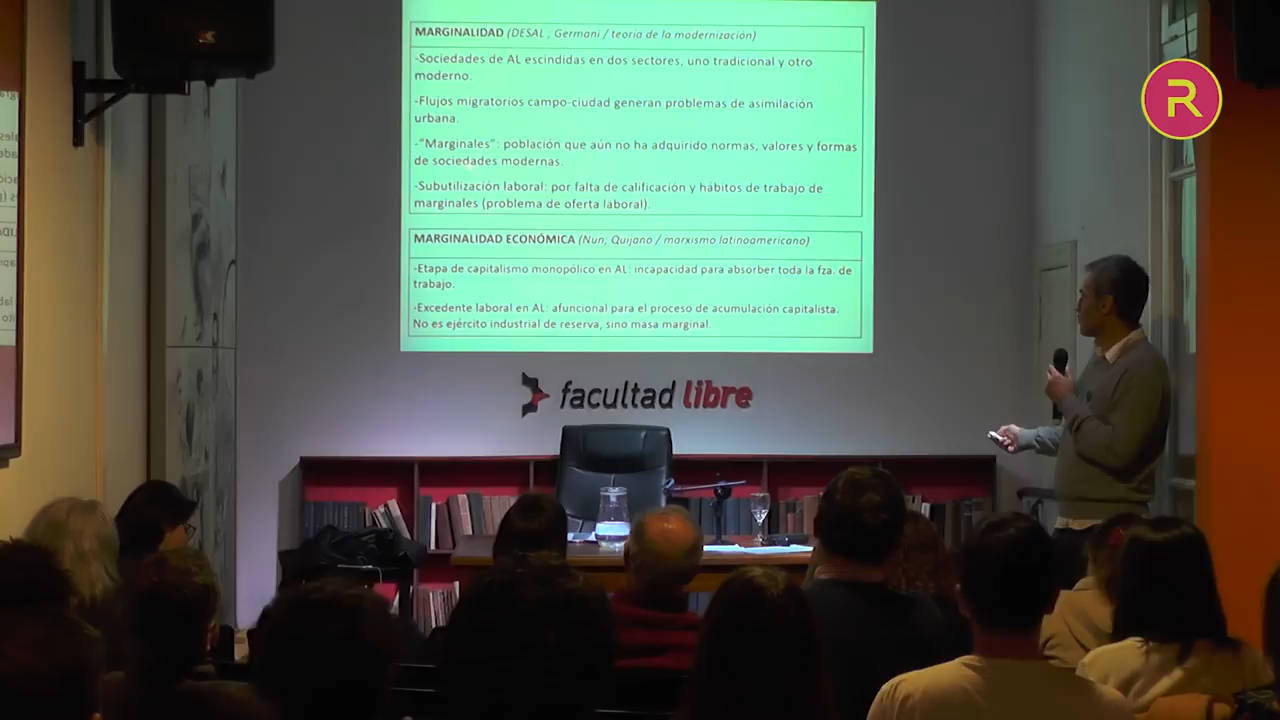 MARGINALIDAD (DESAL , Germani / teoría de la modernización)
-Sociedades de AL escindidas en dos sectores, uno tradicional y otro
moderno.
-Flujos migratorios campo-ciudad generan problemas de asimilación
urbana.
-"Marginales": población que aún no ha adquirido normas, valores y formas
de sociedades modernas.
-Subutilización laboral: por falta de calificación y hábitos de trabajo de
marginales (problema de oferta laboral).
MARGINALIDAD ECONÓMICA (Nun; Quijano / marxismo latinoamericano)
-Etapa de capitalismo monopólico en AL: incapacidad para absorber toda la fza. de
trabajo.
-Excedente laboral en AL: afuncional para el proceso de acumulación capitalista.
No es ejército industrial de reserva, sino masa marginal.
facultad libre
R